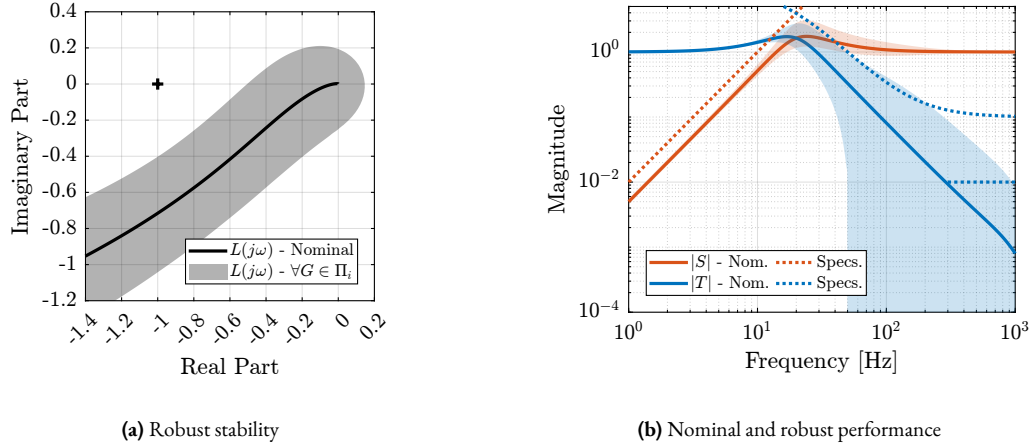 0.4
0.2
0
-0.2
-0.4
-0.6
-0.8
-1
-1.2
Imaginary Part
-1.4
-1.2
-1
-0.8
-0.6
-0.4
-0.2
0
0.2
Real Part
L(jω) - Nominal
L(jω) - ∀G ∈ Π_i
(a) Robust stability
10^0
10^-2
10^-4
Magnitude
10^0
10^1
10^2
10^3
Frequency [Hz]
|S| - Nom.
Specs.
|T| - Nom.
Specs.
(b) Nominal and robust performance